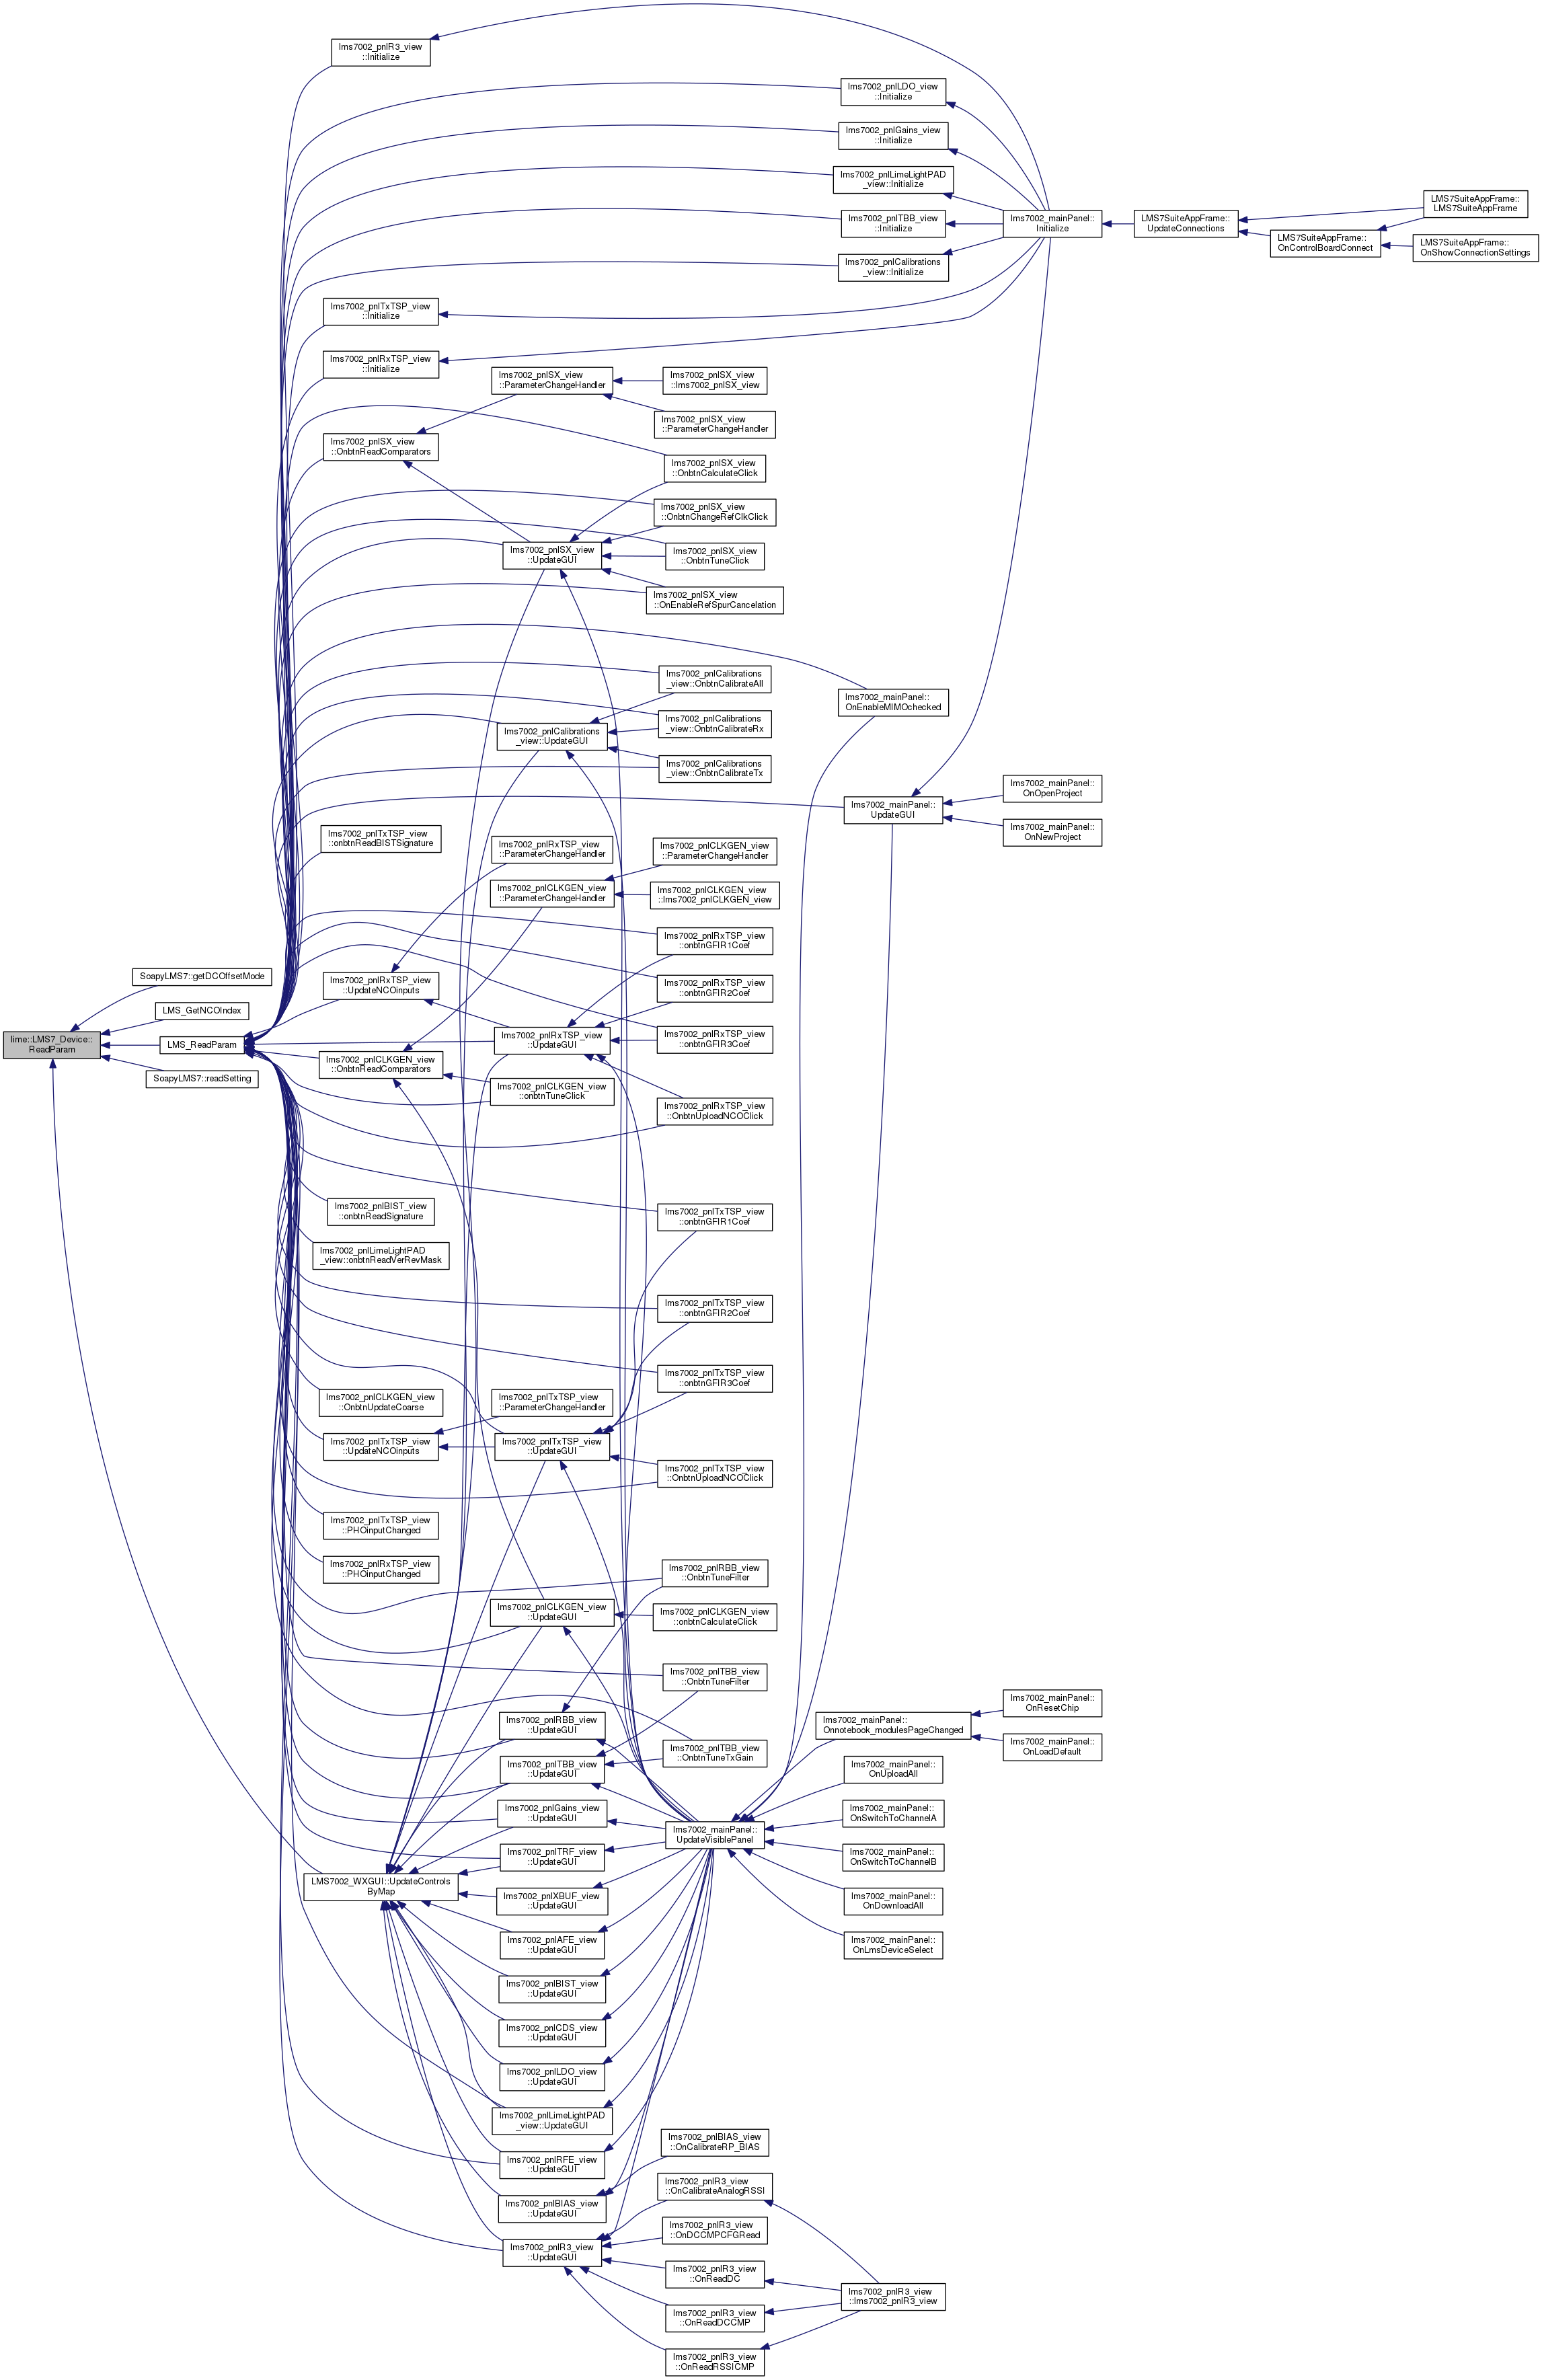 lms7002_pnlR3_view
::Initialize
lms7002_pnlLDO_view
::Initialize
lms7002_pnlGains_view
::Initialize
lms7002_pnlLimeLightPAD
_view::Initialize
lms7002_pnlTBB_view
::Initialize
lms7002_mainPanel::
Initialize
LMS7SuiteAppFrame::
UpdateConnections
LMS7SuiteAppFrame::
LMS7SuiteAppFrame
LMS7SuiteAppFrame::
OnControlBoardConnect
LMS7SuiteAppFrame::
OnShowConnectionSettings
lms7002_pnlCalibrations
_view::Initialize
lms7002_pnlTxTSP_view
::Initialize
lms7002_pnlRxTSP_view
::Initialize
lms7002_pnlSX_view
::ParameterChangeHandler
lms7002_pnlSX_view
::lms7002_pnlSX_view
lms7002_pnlSX_view
::ParameterChangeHandler
lms7002_pnlSX_view
::OnbtnReadComparators
lms7002_pnlSX_view
::OnbtnCalculateClick
lms7002_pnlSX_view
::OnbtnChangeRefClkClick
lms7002_pnlSX_view
::UpdateGUI
lms7002_pnlSX_view
::OnbtnTuneClick
lms7002_pnlSX_view
::OnEnableRefSpurCancelation
lms7002_pnlCalibrations
_view::OnbtnCalibrateAll
lms7002_mainPanel::
OnEnableMIMOchecked
lms7002_pnlCalibrations
_view::OnbtnCalibrateRx
lms7002_pnlCalibrations
_view::UpdateGUI
lms7002_pnlCalibrations
_view::OnbtnCalibrateTx
lms7002_mainPanel::
OnOpenProject
lms7002_mainPanel::
UpdateGUI
lms7002_mainPanel::
OnNewProject
lms7002_pnlTxTSP_view
::onbtnReadBISTSignature
lms7002_pnlRxTSP_view
::ParameterChangeHandler
lms7002_pnlCLKGEN_view
::ParameterChangeHandler
lms7002_pnlCLKGEN_view
::ParameterChangeHandler
lms7002_pnlCLKGEN_view
::lms7002_pnlCLKGEN_view
lms7002_pnlRxTSP_view
::onbtnGFIR1Coef
SoapyLMS7::getDCOffsetMode
lms7002_pnlRxTSP_view
::UpdateNCOinputs
lms7002_pnlRxTSP_view
::onbtnGFIR2Coef
LMS_GetNCOIndex
lime::LMS7_Device::
ReadParam
LMS_ReadParam
lms7002_pnlRxTSP_view
::UpdateGUI
lms7002_pnlRxTSP_view
::onbtnGFIR3Coef
SoapyLMS7::readSetting
lms7002_pnlCLKGEN_view
::OnbtnReadComparators
lms7002_pnlCLKGEN_view
::onbtnTuneClick
lms7002_pnlRxTSP_view
::OnbtnUploadNCOClick
lms7002_pnlBIST_view
::onbtnReadSignature
lms7002_pnlTxTSP_view
::onbtnGFIR1Coef
lms7002_pnlLimeLightPAD
_view::onbtnReadVerRevMask
lms7002_pnlTxTSP_view
::onbtnGFIR2Coef
lms7002_pnlTxTSP_view
::onbtnGFIR3Coef
lms7002_pnlCLKGEN_view
::OnbtnUpdateCoarse
lms7002_pnlTxTSP_view
::ParameterChangeHandler
lms7002_pnlTxTSP_view
::UpdateNCOinputs
lms7002_pnlTxTSP_view
::UpdateGUI
lms7002_pnlTxTSP_view
::OnbtnUploadNCOClick
lms7002_pnlTxTSP_view
::PHOinputChanged
lms7002_pnlRxTSP_view
::PHOinputChanged
lms7002_pnlRBB_view
::OnbtnTuneFilter
lms7002_pnlCLKGEN_view
::UpdateGUI
lms7002_pnlCLKGEN_view
::onbtnCalculateClick
lms7002_pnlTBB_view
::OnbtnTuneFilter
lms7002_pnlRBB_view
::UpdateGUI
lms7002_mainPanel::
Onnotebook_modulesPageChanged
lms7002_mainPanel::
OnResetChip
lms7002_mainPanel::
OnLoadDefault
lms7002_pnlTBB_view
::OnbtnTuneTxGain
lms7002_pnlTBB_view
::UpdateGUI
lms7002_mainPanel::
OnUploadAll
lms7002_pnlGains_view
::UpdateGUI
lms7002_mainPanel::
OnSwitchToChannelA
lms7002_mainPanel::
UpdateVisiblePanel
lms7002_pnlTRF_view
::UpdateGUI
lms7002_mainPanel::
OnSwitchToChannelB
LMS7002_WXGUI::UpdateControls
ByMap
lms7002_pnlXBUF_view
::UpdateGUI
lms7002_mainPanel::
OnDownloadAll
lms7002_pnlAFE_view
::UpdateGUI
lms7002_mainPanel::
OnLmsDeviceSelect
lms7002_pnlBIST_view
::UpdateGUI
lms7002_pnlCDS_view
::UpdateGUI
lms7002_pnlLDO_view
::UpdateGUI
lms7002_pnlLimeLightPAD
_view::UpdateGUI
lms7002_pnlBIAS_view
::OnCalibrateRP_BIAS
lms7002_pnlRFE_view
::UpdateGUI
lms7002_pnlR3_view
::OnCalibrateAnalogRSSI
lms7002_pnlBIAS_view
::UpdateGUI
lms7002_pnlR3_view
::OnDCCMPCFGRead
lms7002_pnlR3_view
::UpdateGUI
lms7002_pnlR3_view
::OnReadDC
lms7002_pnlR3_view
::lms7002_pnlR3_view
lms7002_pnlR3_view
::OnReadDCCMP
lms7002_pnlR3_view
::OnReadRSSICMP